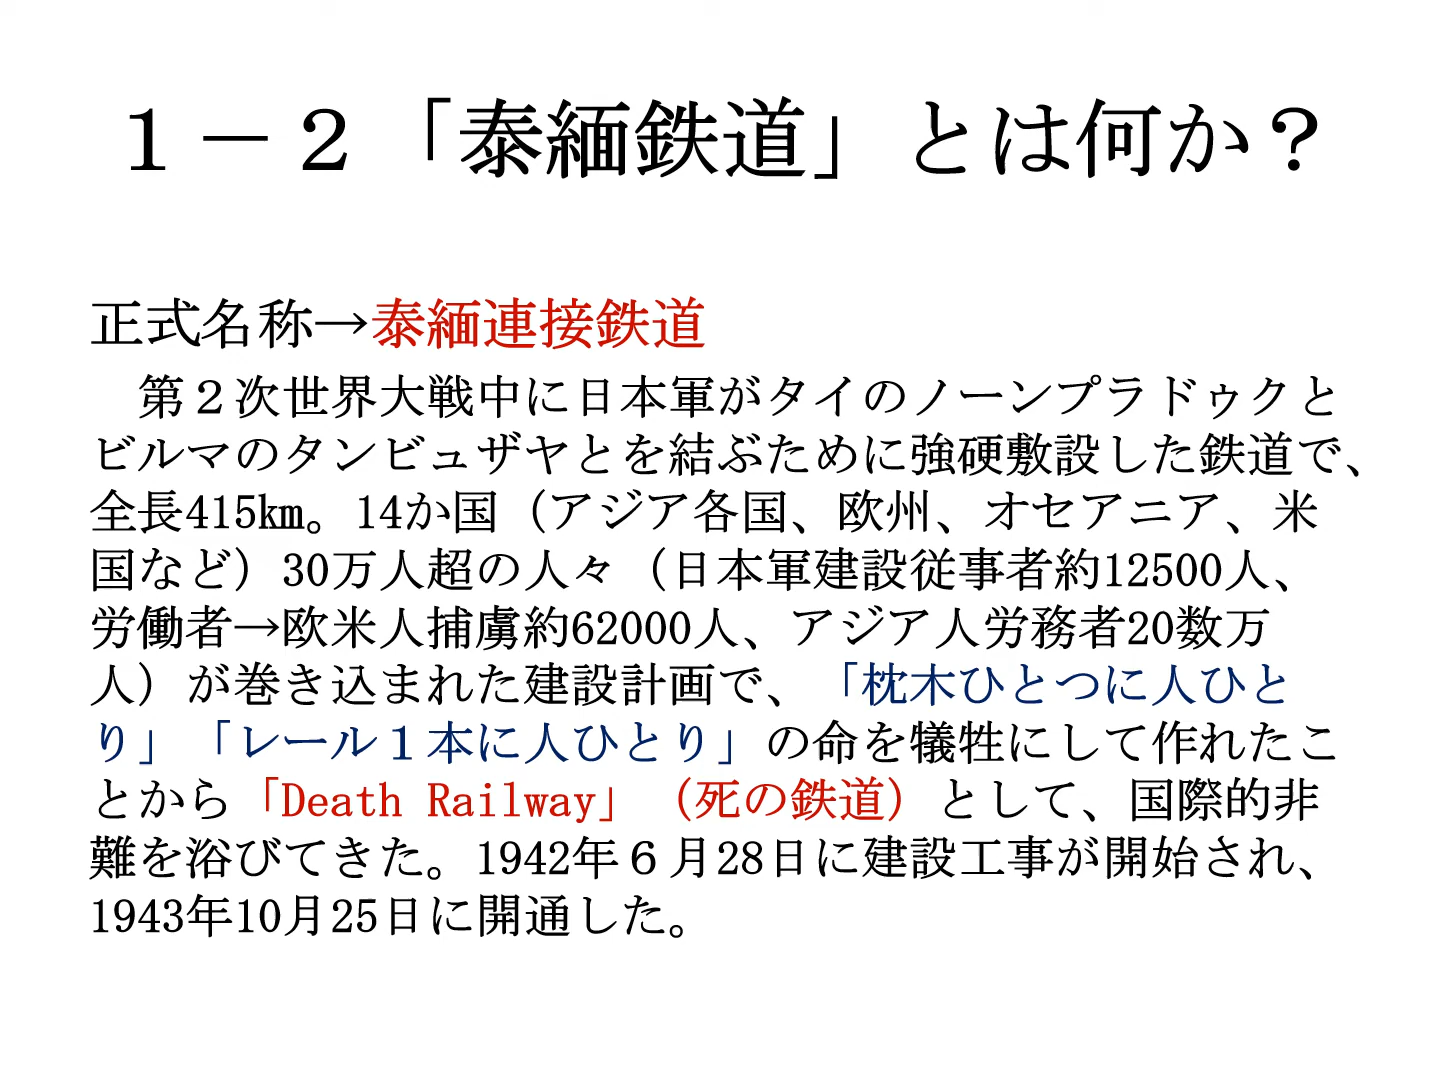 １－２「泰緬鉄道」とは何か？
正式名称→泰緬連接鉄道
　第２次世界大戦中に日本軍がタイのノーンプラドゥクと
ビルマのタンビュザヤとを結ぶために強硬敷設した鉄道で、
全長415㎞。14か国（アジア各国、欧州、オセアニア、米
国など）30万人超の人々（日本軍建設従事者約12500人、
労働者→欧米人捕虜約62000人、アジア人労務者20数万
人）が巻き込まれた建設計画で、「枕木ひとつに人ひと
り」「レール１本に人ひとり」の命を犠牲にして作れたこ
とから「Death Railway」（死の鉄道）として、国際的非
難を浴びてきた。1942年６月28日に建設工事が開始され、
1943年10月25日に開通した。